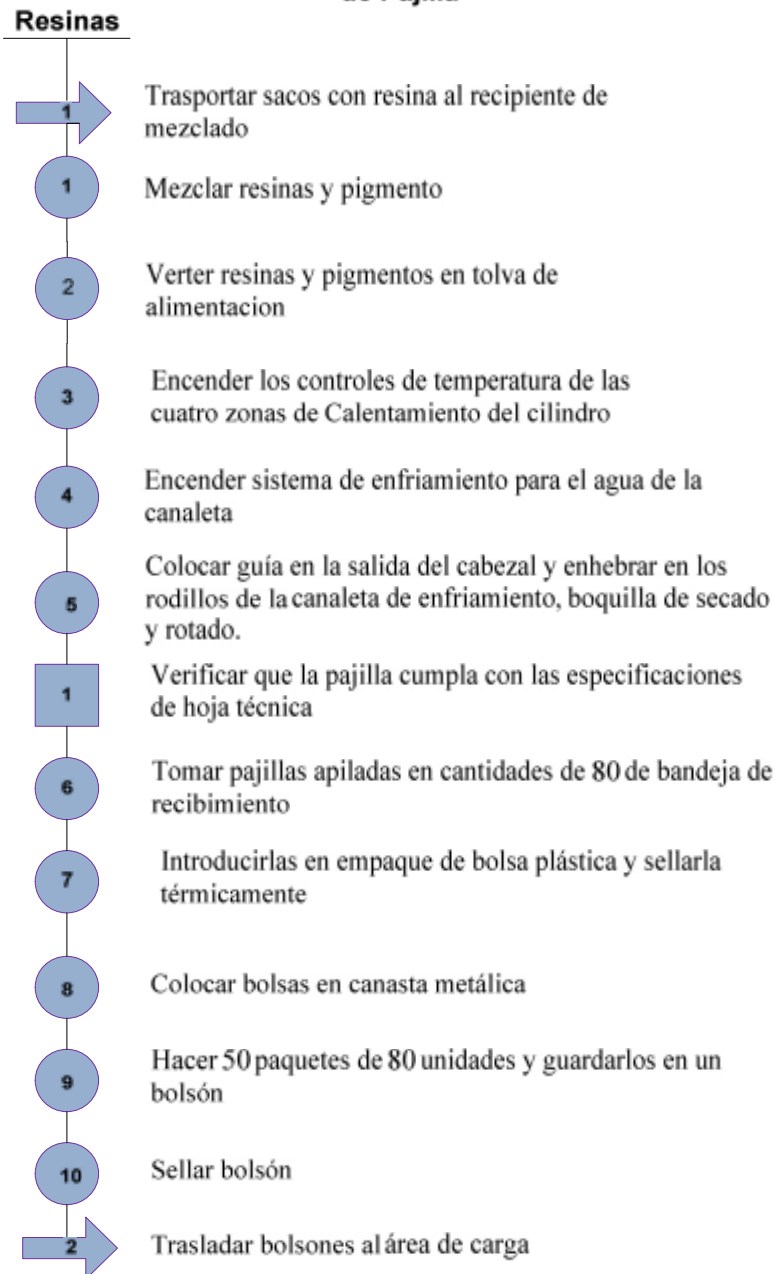 Resinas
1
Trasportar sacos con resina al recipiente de
mezclado
1
Mezclar resinas y pigmento
2
Verter resinas y pigmentos en tolva de
alimentacion
3
Encender los controles de temperatura de las
cuatro zonas de Calentamiento del cilindro
4
Encender sistema de enfriamiento para el agua de la
canaleta
5
Colocar guía en la salida del cabezal y enhebrar en los
rodillos de la canaleta de enfriamiento, boquilla de secado
y rotado.
1
Verificar que la pajilla cumpla con las especificaciones
de hoja técnica
6
Tomar pajillas apiladas en cantidades de 80 de bandeja de
recibimiento
7
Introducirlas en empaque de bolsa plástica y sellarla
térmicamente
8
Colocar bolsas en canasta metálica
9
Hacer 50 paquetes de 80 unidades y guardarlos en un
bolsón
10
Sellar bolsón
2
Trasladar bolsones al área de carga